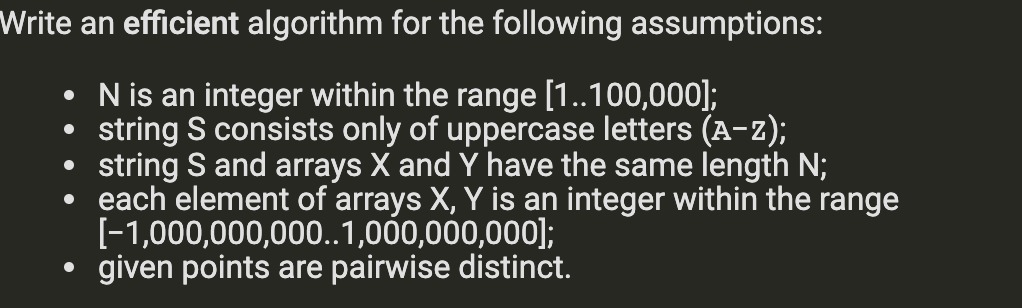 Write an efficient algorithm for the following assumptions:
• N is an integer within the range [1..100,000];
• string S consists only of uppercase letters (A-Z);
• string S and arrays X and Y have the same length N;
• each element of arrays X, Y is an integer within the range
[−1,000,000,000..1,000,000,000];
• given points are pairwise distinct.